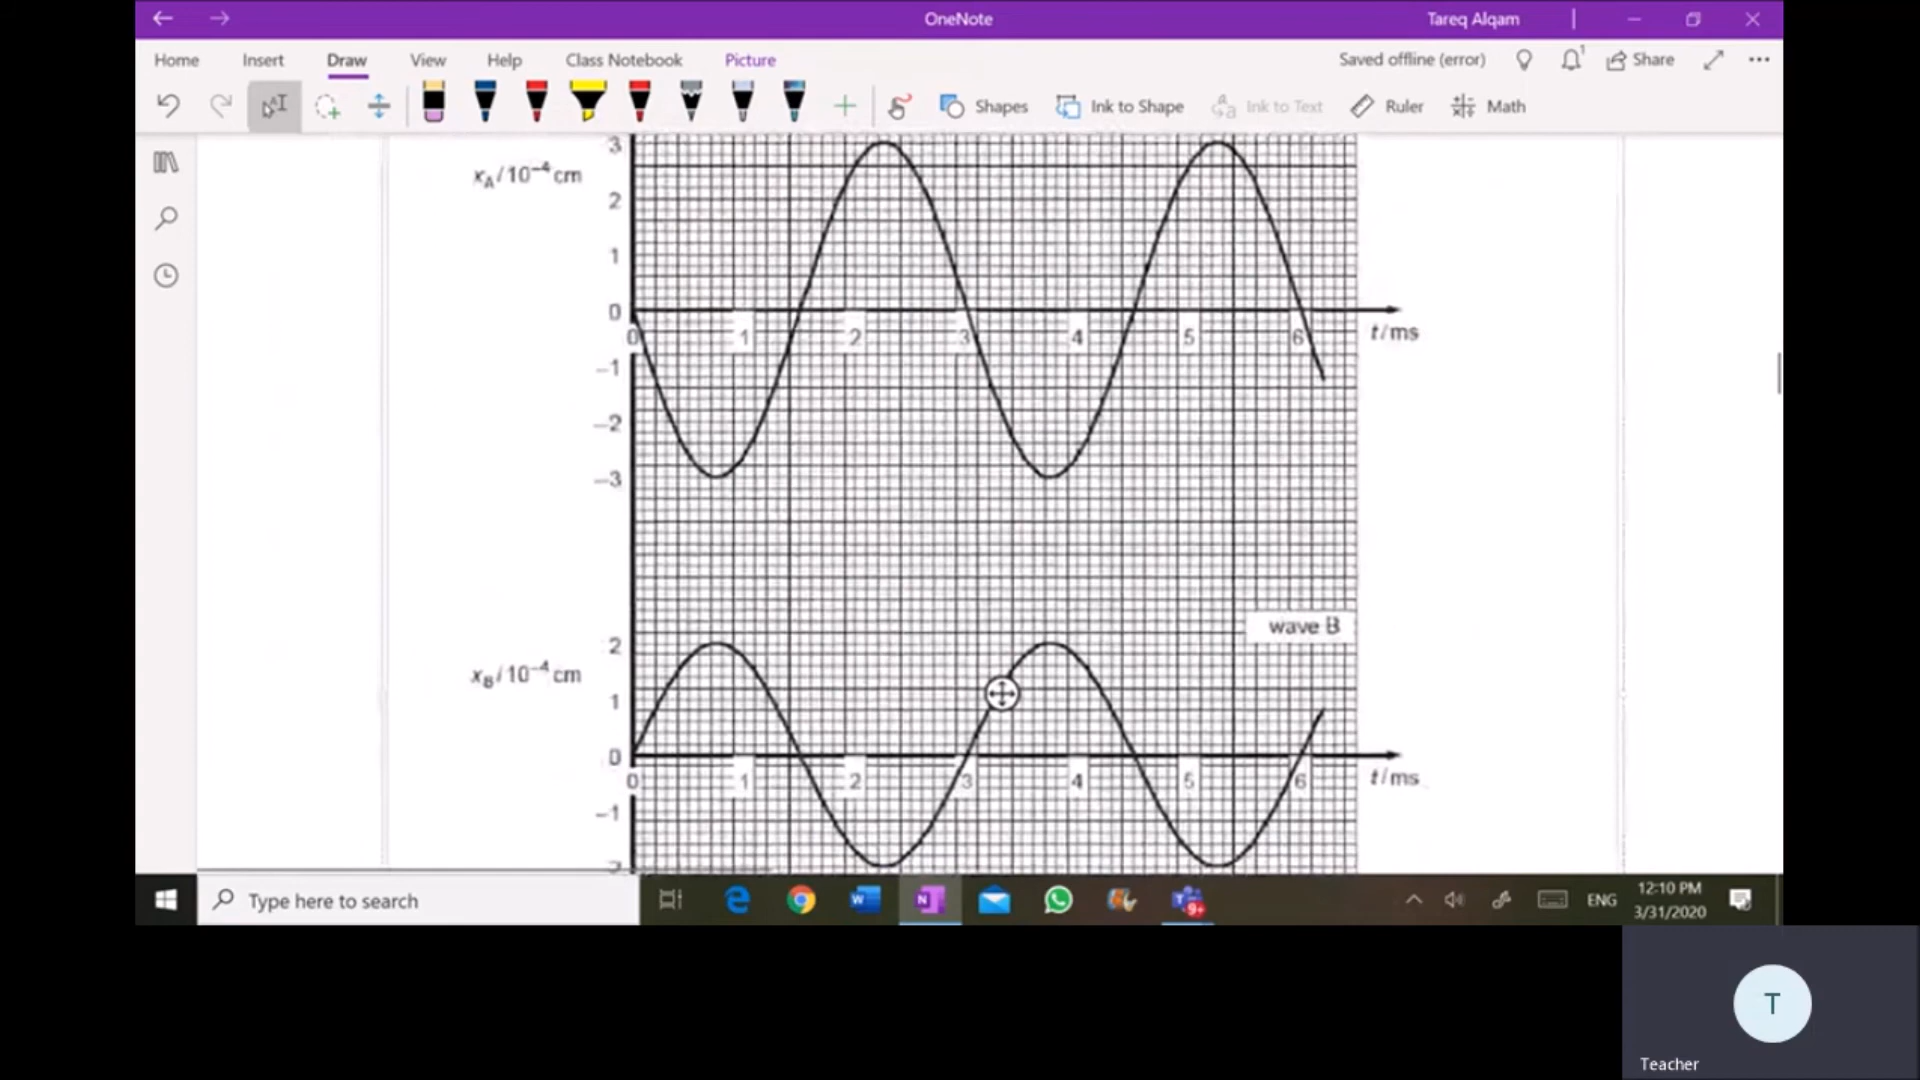 OneNote
Tareq Alqam
Home Insert Draw View Help Class Notebook Picture
Saved offline (error)
1
Share
Shapes
Ink to Shape
Ink to Text
Ruler
Math
3
xA/10⁻⁴ cm
2
1
0
0 1 2 3 4 5 6
t/ms
−1
−2
−3
wave B
2
xB/10⁻⁴ cm
1
0
0 1 2 3 4 5 6
t/ms
−1
Type here to search
9+
ENG
12:10 PM
3/31/2020
T
Teacher